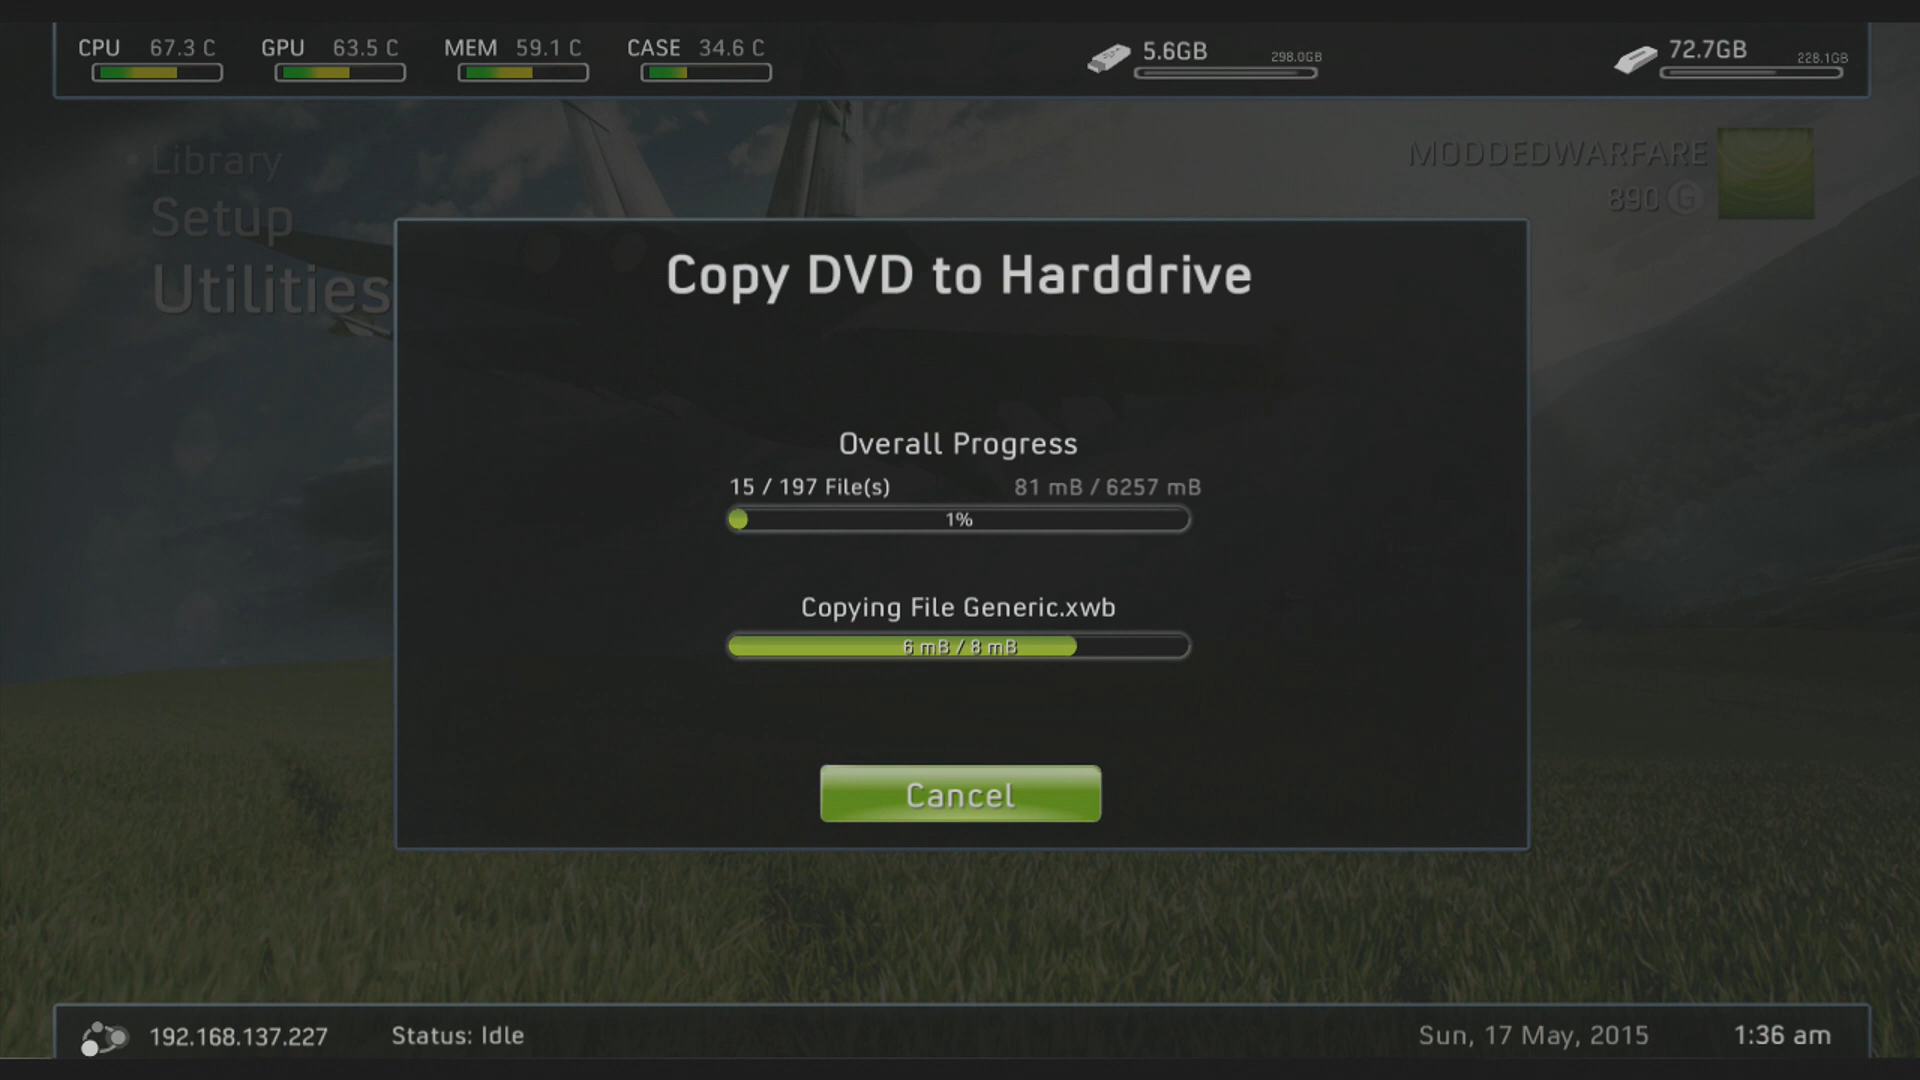 CPU 67.3 C GPU 63.5 C MEM 59.1 C CASE 34.6 C 5.6GB 298.0GB 72.7GB 228.1GB
Library
Setup
Utilities
MODDEDWARFARE
890 G
Copy DVD to Harddrive
Overall Progress
15 / 197 File(s) 81 mB / 6257 mB
1%
Copying File Generic.xwb
6 mB / 8 mB
Cancel
192.168.137.227 Status: Idle Sun, 17 May, 2015 1:36 am